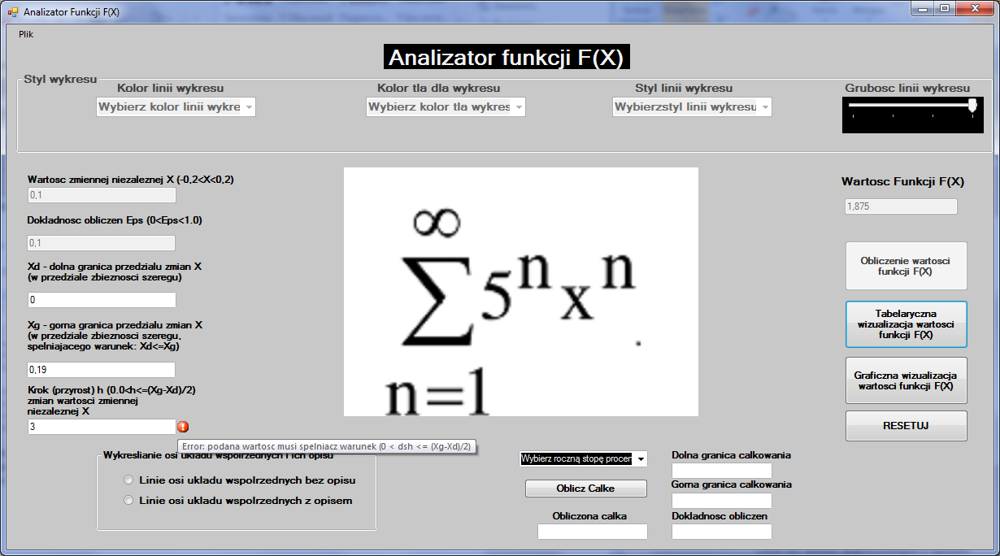 Analizator Funkcji F(X)
Plik
Analizator funkcji F(X)
Styl wykresu
Kolor linii wykresu
Wybierz kolor linii wykre
Kolor tla dla wykresu
Wybierz kolor tla wykres
Styl linii wykresu
Wybierzstyl linii wykresu
Grubosc linii wykresu
Wartosc zmiennej niezaleznej X (-0,2<X<0,2)
0,1
Dokladnosc obliczen Eps (0<Eps<1.0)
0,1
Xd - dolna granica przedzialu zmian X
(w przedziale zbieznosci szeregu)
0
Xg - gorna granica przedzialu zmian X
(w przedziale zbieznosci szeregu,
spelniajacego warunek: Xd<=Xg)
0,19
Krok (przyrost) h (0.0<h<=(Xg-Xd)/2)
zmian wartosci zmiennej
niezaleznej X
3
Error: podana wartosc musi spelniacz warunek (0 < dsh <= (Xg-Xd)/2)
∞
∑ 5ⁿxⁿ.
n=1
Wartosc Funkcji F(X)
1,875
Obliczenie wartosci
funkcji F(X)
Tabelaryczna
wizualizacja wartosci
funkcji F(X)
Graficzna wizualizacja
wartosci funkcji F(X)
RESETUJ
Wykreslanie osi ukladu wspolrzednych i ich opisu
Linie osi ukladu wspolrzednych bez opisu
Linie osi ukladu wspolrzednych z opisem
Wybierz roczną stopę procer
Oblicz Calke
Obliczona calka
Dolna granica calkowania
Gorna granica calkowania
Dokladnosc obliczen